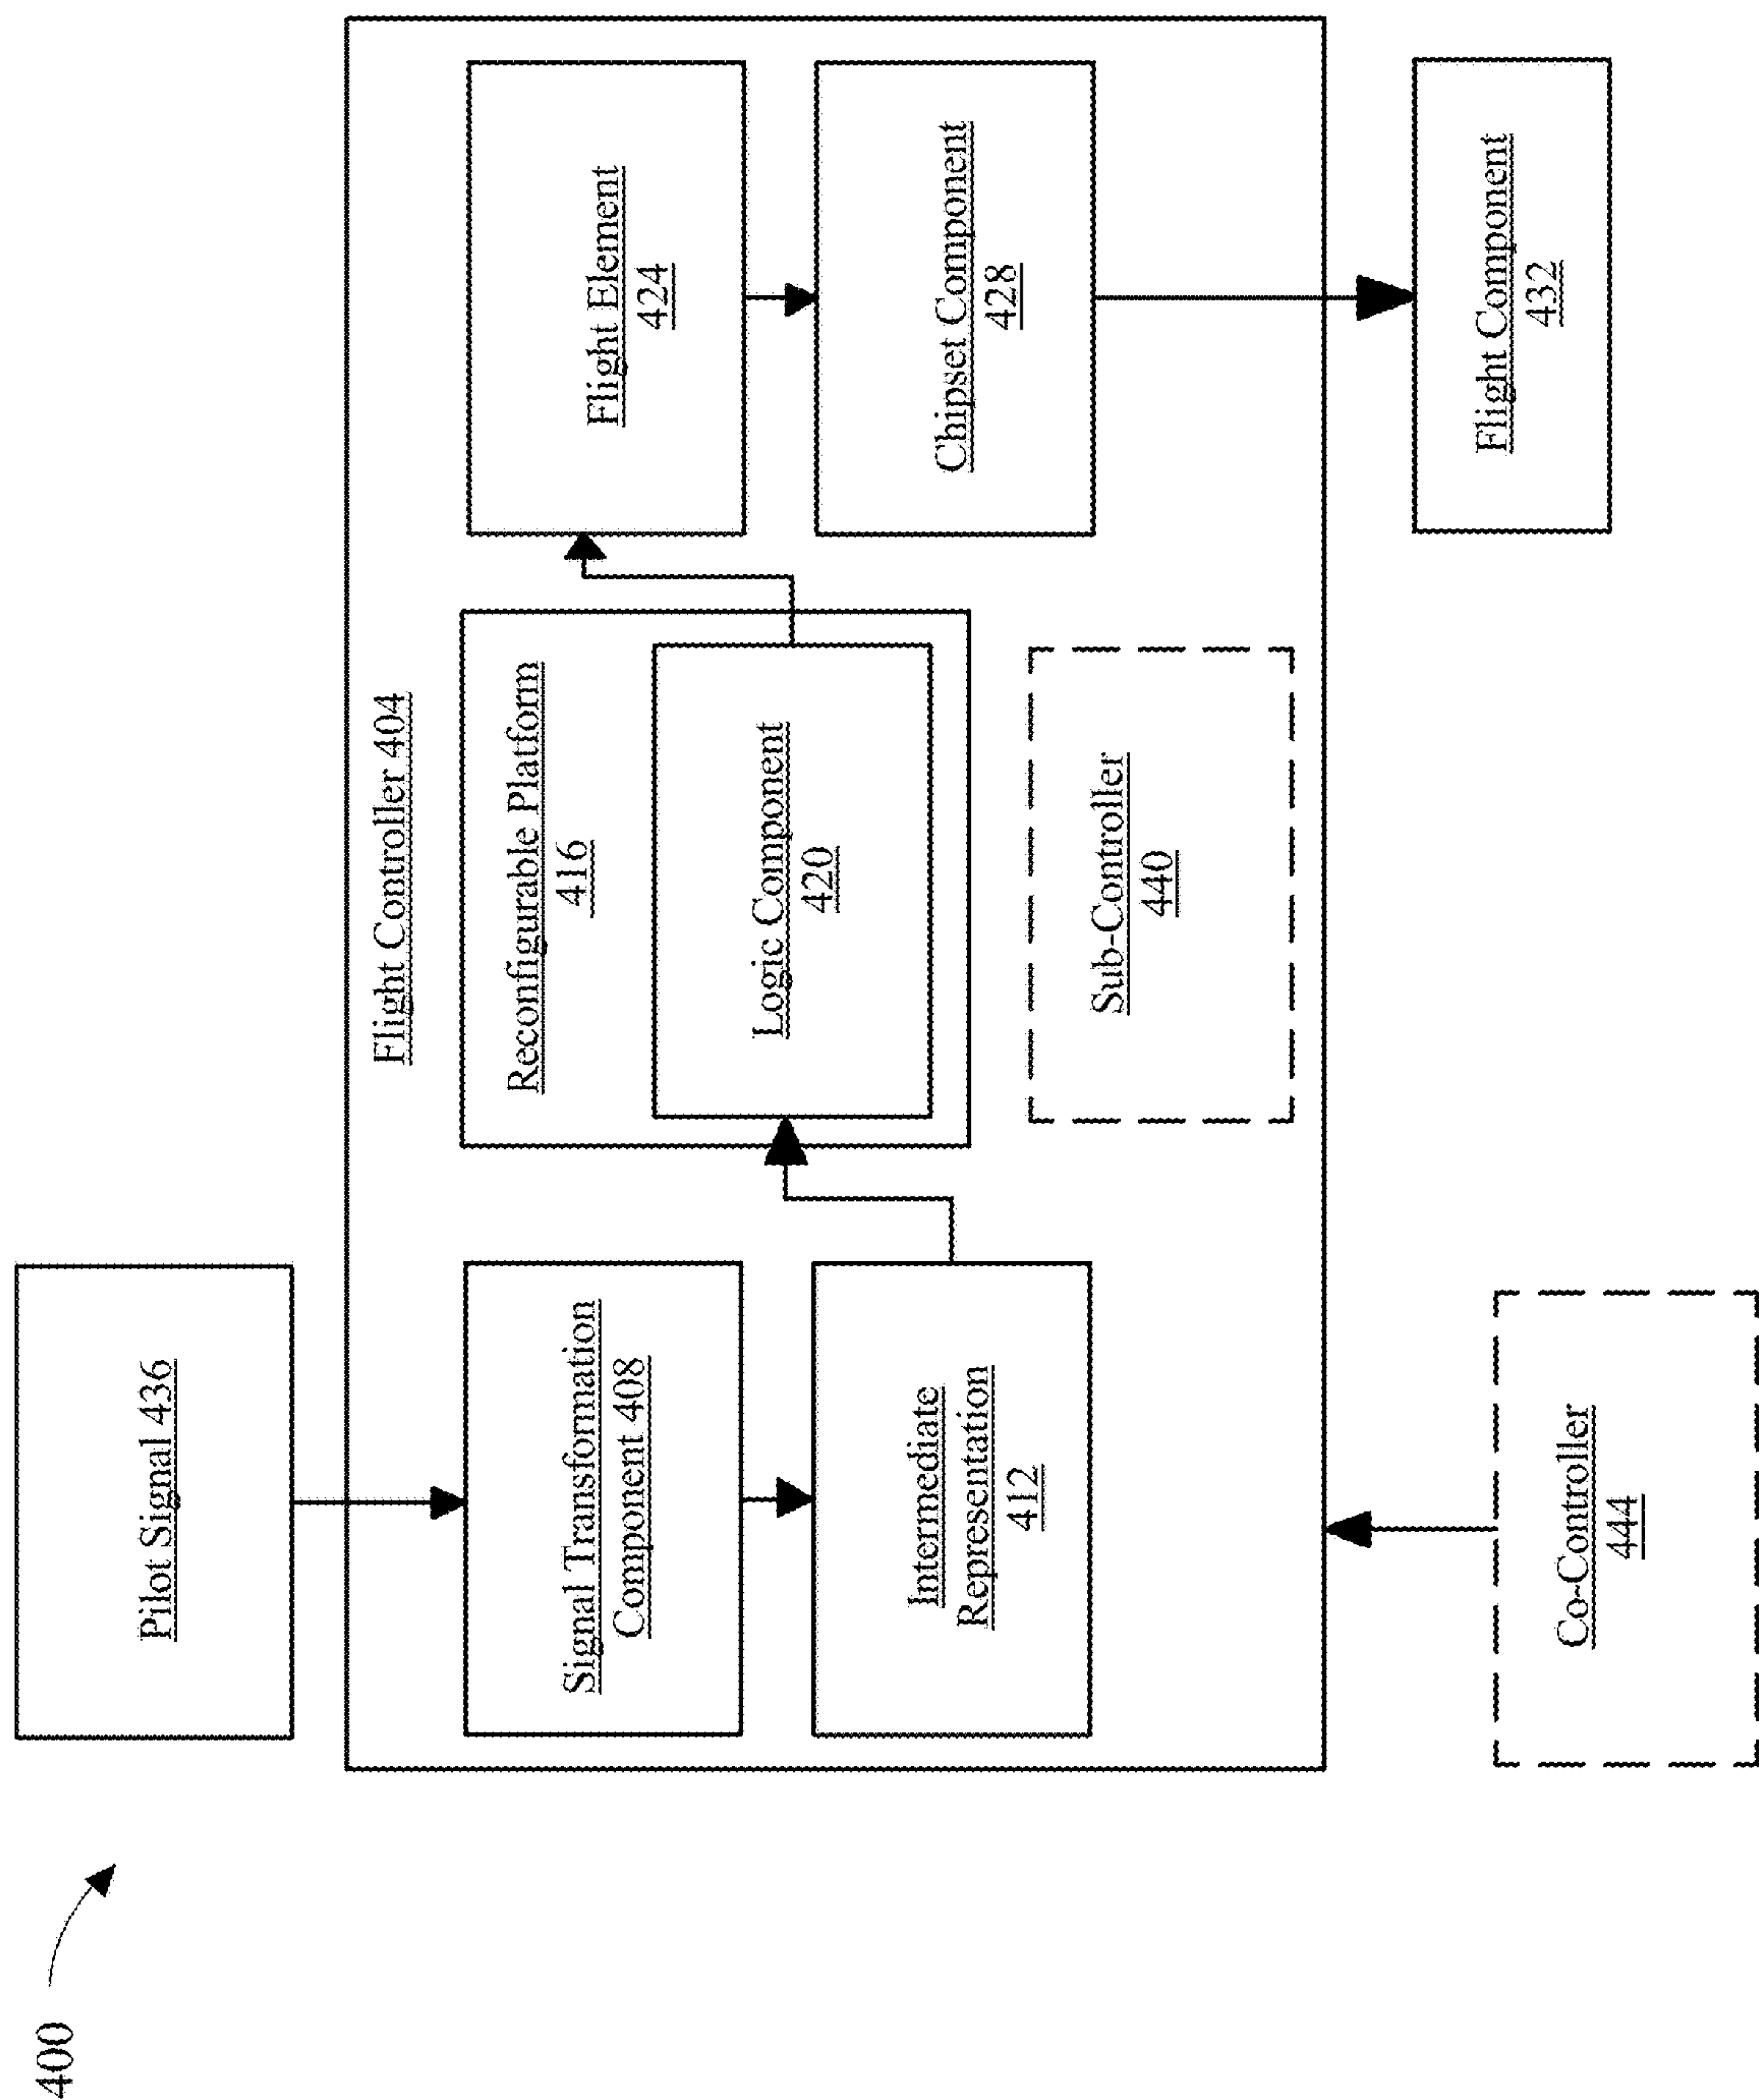 400
Pilot Signal 436
Flight Controller 404
Signal Transformation
Component 408
Intermediate
Representation
412
Reconfigurable Platform
416
Logic Component
420
Flight Element
424
Chipset Component
428
Sub-Controller
440
Co-Controller
444
Flight Component
432